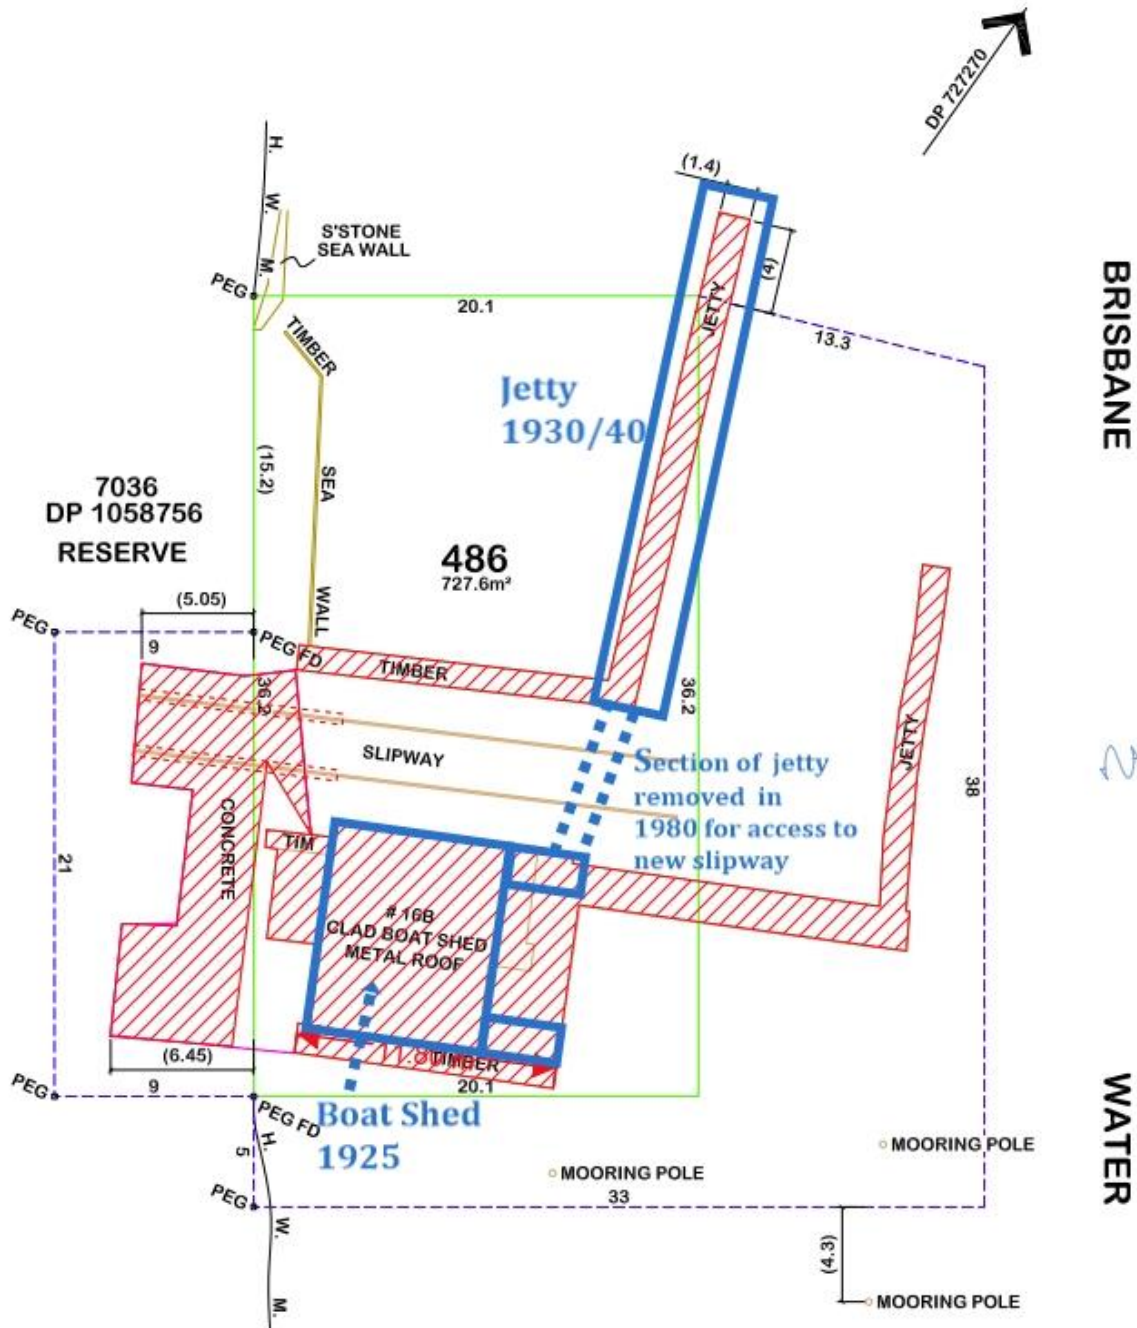 DP 727270
H. W. M.
S'STONE
SEA WALL
(1.4)
(4)
PEG
20.1
JETTY
13.3
BRISBANE
TIMBER
SEA
WALL
Jetty
1930/40
(15.2)
7036
DP 1058756
RESERVE
486
727.6m²
(5.05)
PEG
9
PEG FD
TIMBER
36.2
36.2
SLIPWAY
JETTY
Section of jetty
removed in
1980 for access to
new slipway
38
21
CONCRETE
TIM
# 16B
CLAD BOAT SHED
METAL ROOF
(6.45)
TIMBER
PEG
9
20.1
PEG FD
Boat Shed
1925
WATER
MOORING POLE
MOORING POLE
5
PEG
33
H. W. M.
(4.3)
MOORING POLE